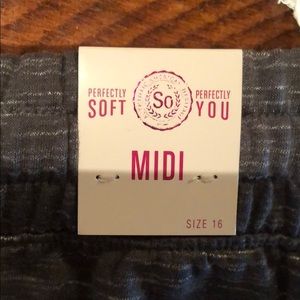 PERFECTLY SOFT
So
PERFECTLY YOU
MIDI
SIZE 16